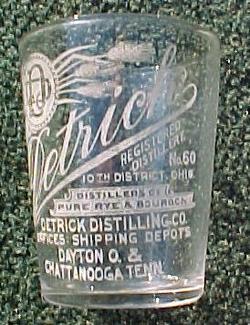 Detrick
REGISTERED
DISTILLERY No.60
10TH DISTRICT, OHIO.
DISTILLERS OF
PURE RYE & BOURBON
DETRICK DISTILLING CO.
OFFICES & SHIPPING DEPOTS
DAYTON O. &
CHATTANOOGA TENN.